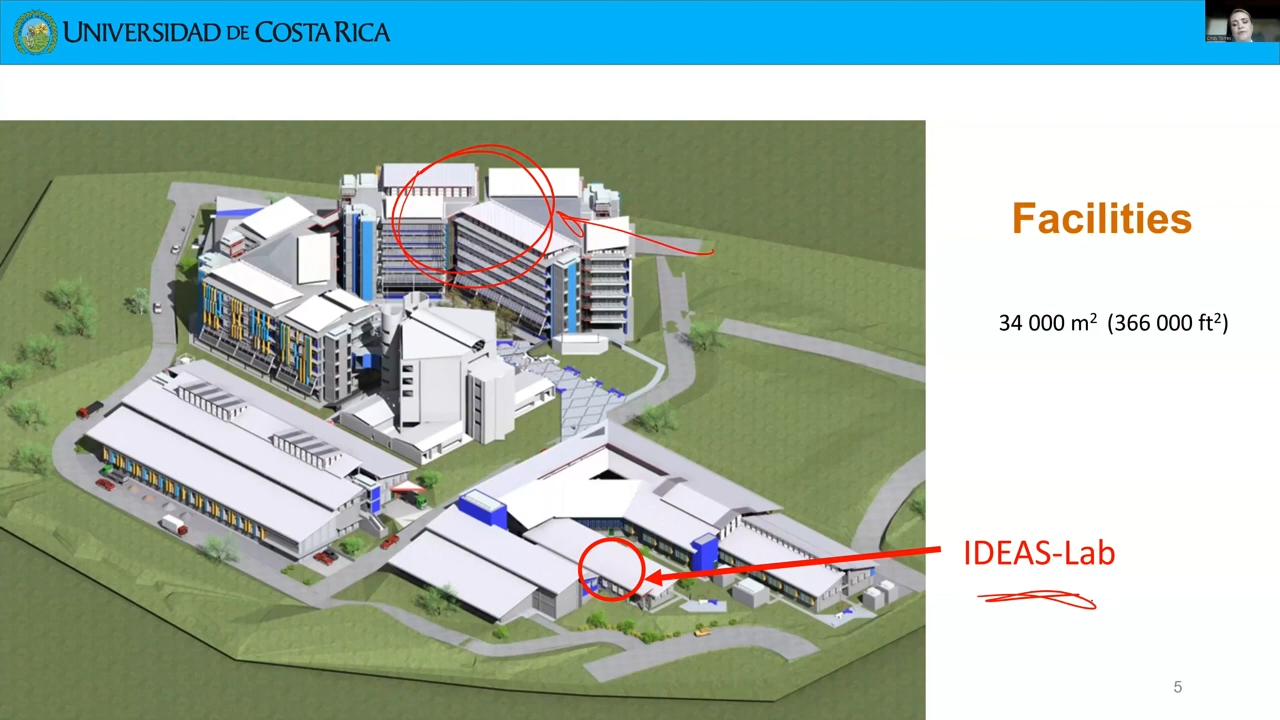 UNIVERSIDAD DE COSTA RICA
Facilities
34 000 m² (366 000 ft²)
IDEAS-Lab
5